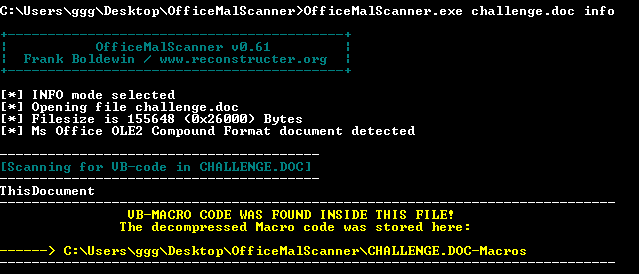 C:\Users\ggg\Desktop\OfficeMalScanner>OfficeMalScanner.exe challenge.doc info
+------------------------------------------+
|           OfficeMalScanner v0.61         |
|  Frank Boldewin / www.reconstructer.org  |
+------------------------------------------+
[*] INFO mode selected
[*] Opening file challenge.doc
[*] Filesize is 155648 (0x26000) Bytes
[*] Ms Office OLE2 Compound Format document detected
---------------------------------------
[Scanning for VB-code in CHALLENGE.DOC]
---------------------------------------
ThisDocument
-----------------------------------------------------------------------------
VB-MACRO CODE WAS FOUND INSIDE THIS FILE!
The decompressed Macro code was stored here:
------> C:\Users\ggg\Desktop\OfficeMalScanner\CHALLENGE.DOC-Macros
-----------------------------------------------------------------------------